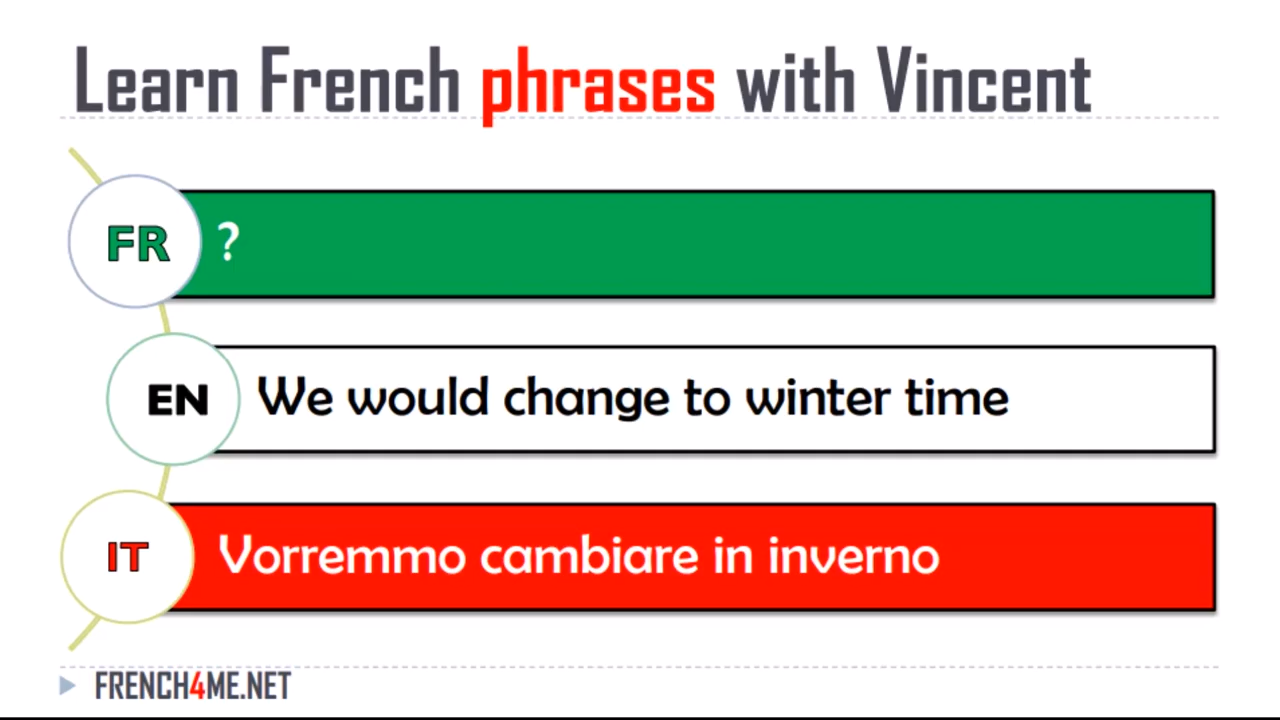 Learn French phrases with Vincent
FR
?
EN
We would change to winter time
IT
Vorremmo cambiare in inverno
FRENCH4ME.NET